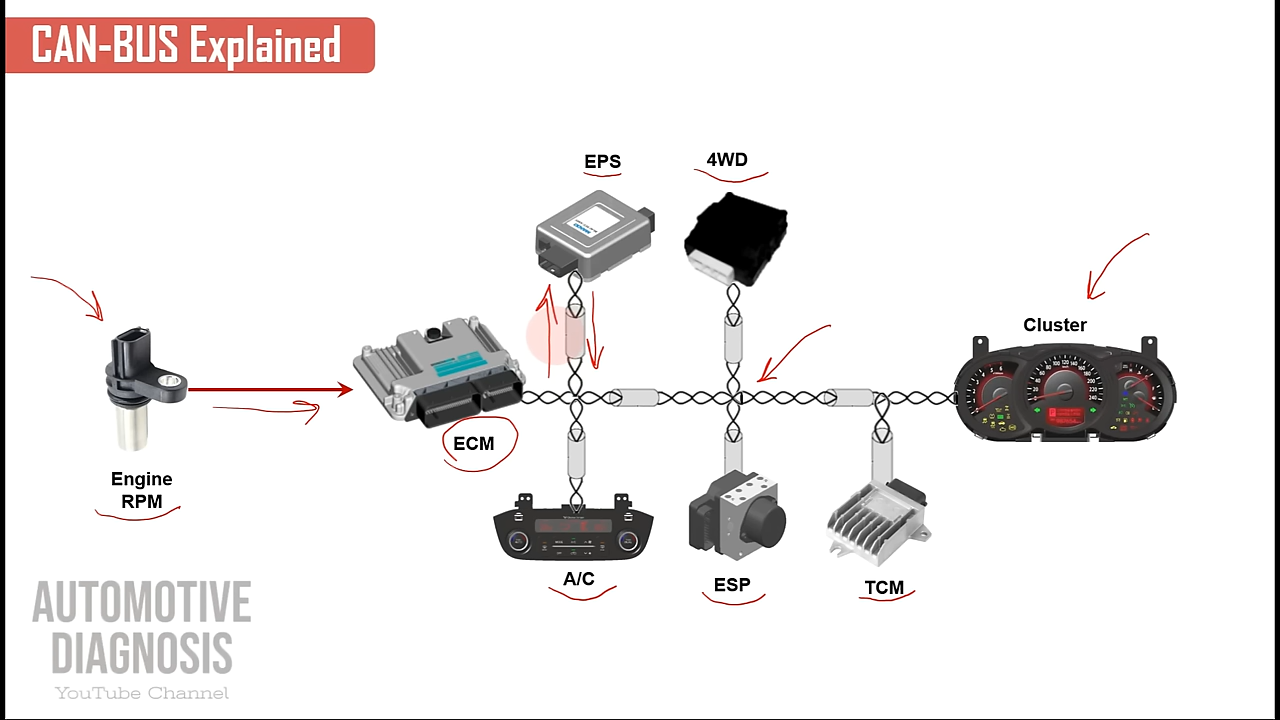 CAN-BUS Explained
EPS
4WD
Cluster
ECM
Engine
RPM
A/C
ESP
TCM
AUTOMOTIVE
DIAGNOSIS
YouTube Channel